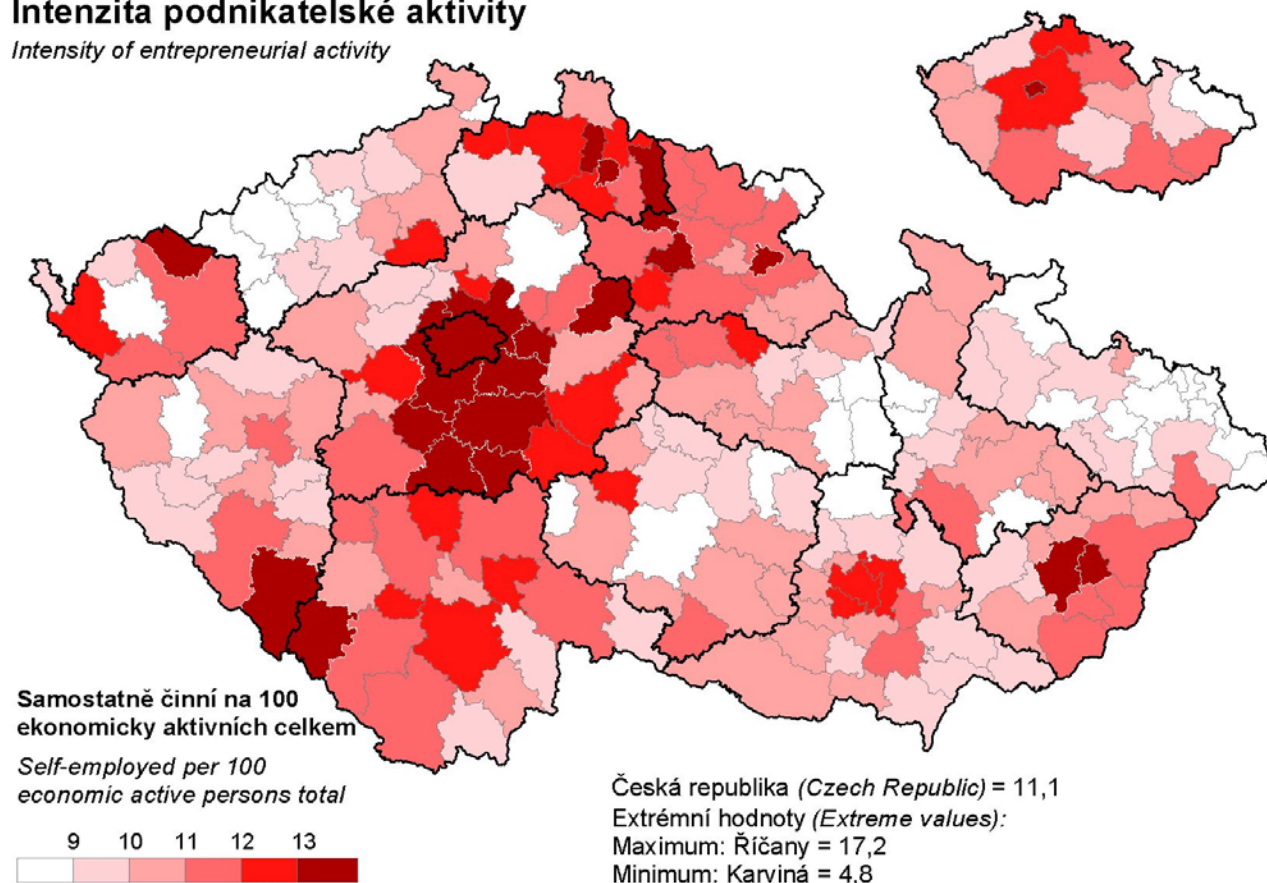 Intenzita podnikatelské aktivity
Intensity of entrepreneurial activity
Samostatně činní na 100
ekonomicky aktivních celkem
Self-employed per 100
economic active persons total
9 10 11 12 13
Česká republika (Czech Republic) = 11,1
Extrémní hodnoty (Extreme values):
Maximum: Říčany = 17,2
Minimum: Karviná = 4,8